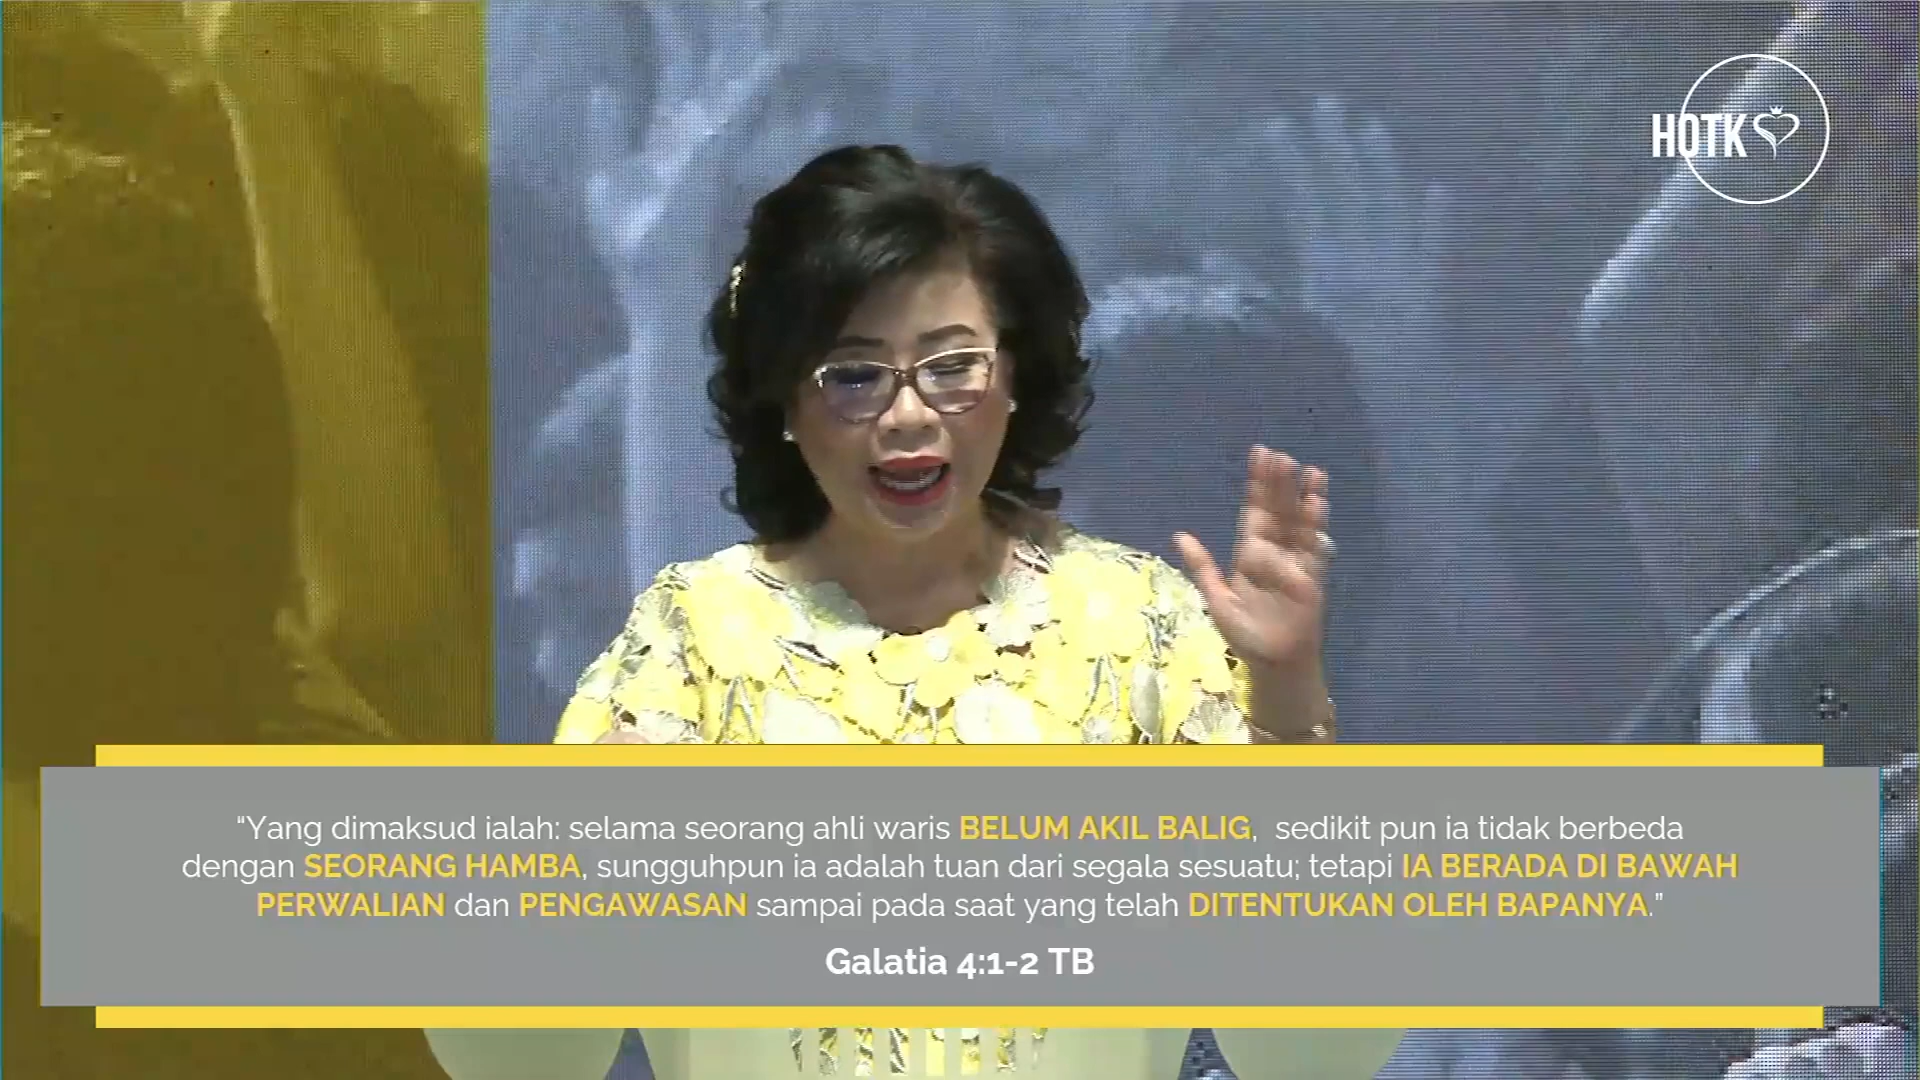 HOTK
“Yang dimaksud ialah: selama seorang ahli waris BELUM AKIL BALIG, sedikit pun ia tidak berbeda
dengan SEORANG HAMBA, sungguhpun ia adalah tuan dari segala sesuatu; tetapi IA BERADA DI BAWAH
PERWALIAN dan PENGAWASAN sampai pada saat yang telah DITENTUKAN OLEH BAPANYA.”
Galatia 4:1-2 TB